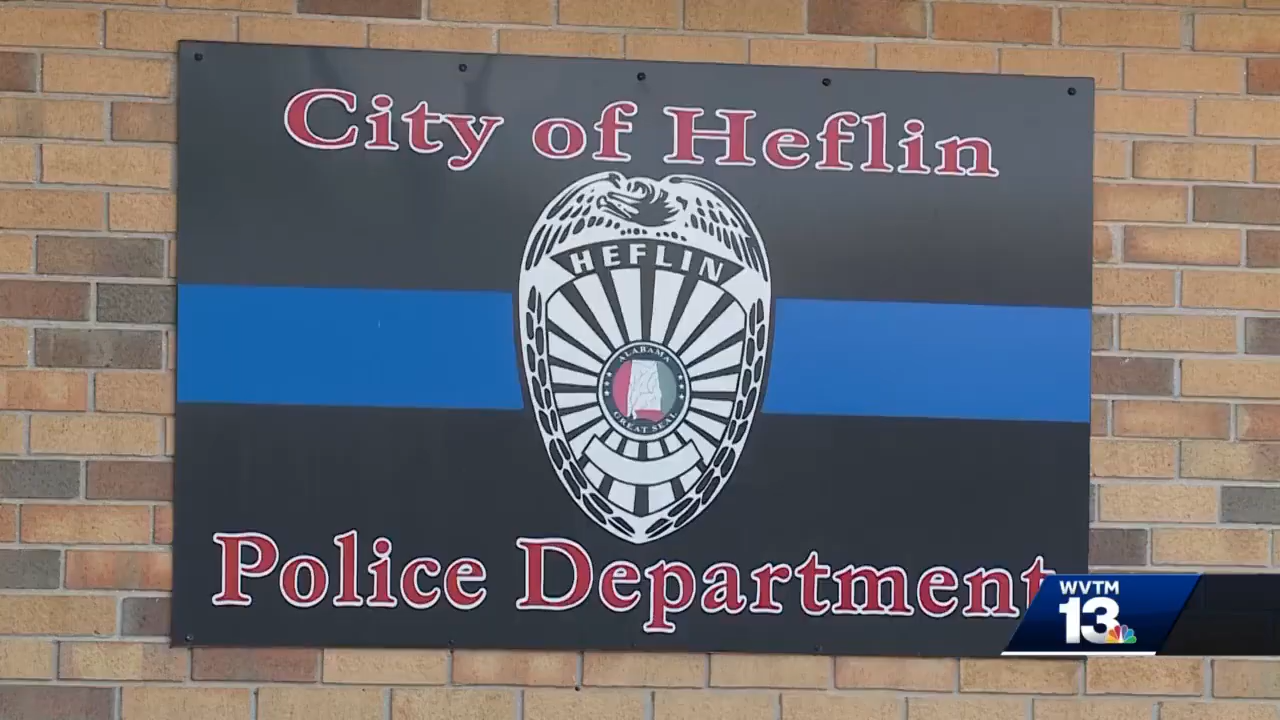 City of Heflin
HEFLIN
ALABAMA
GREAT SEAL
Police Department
WVTM
13